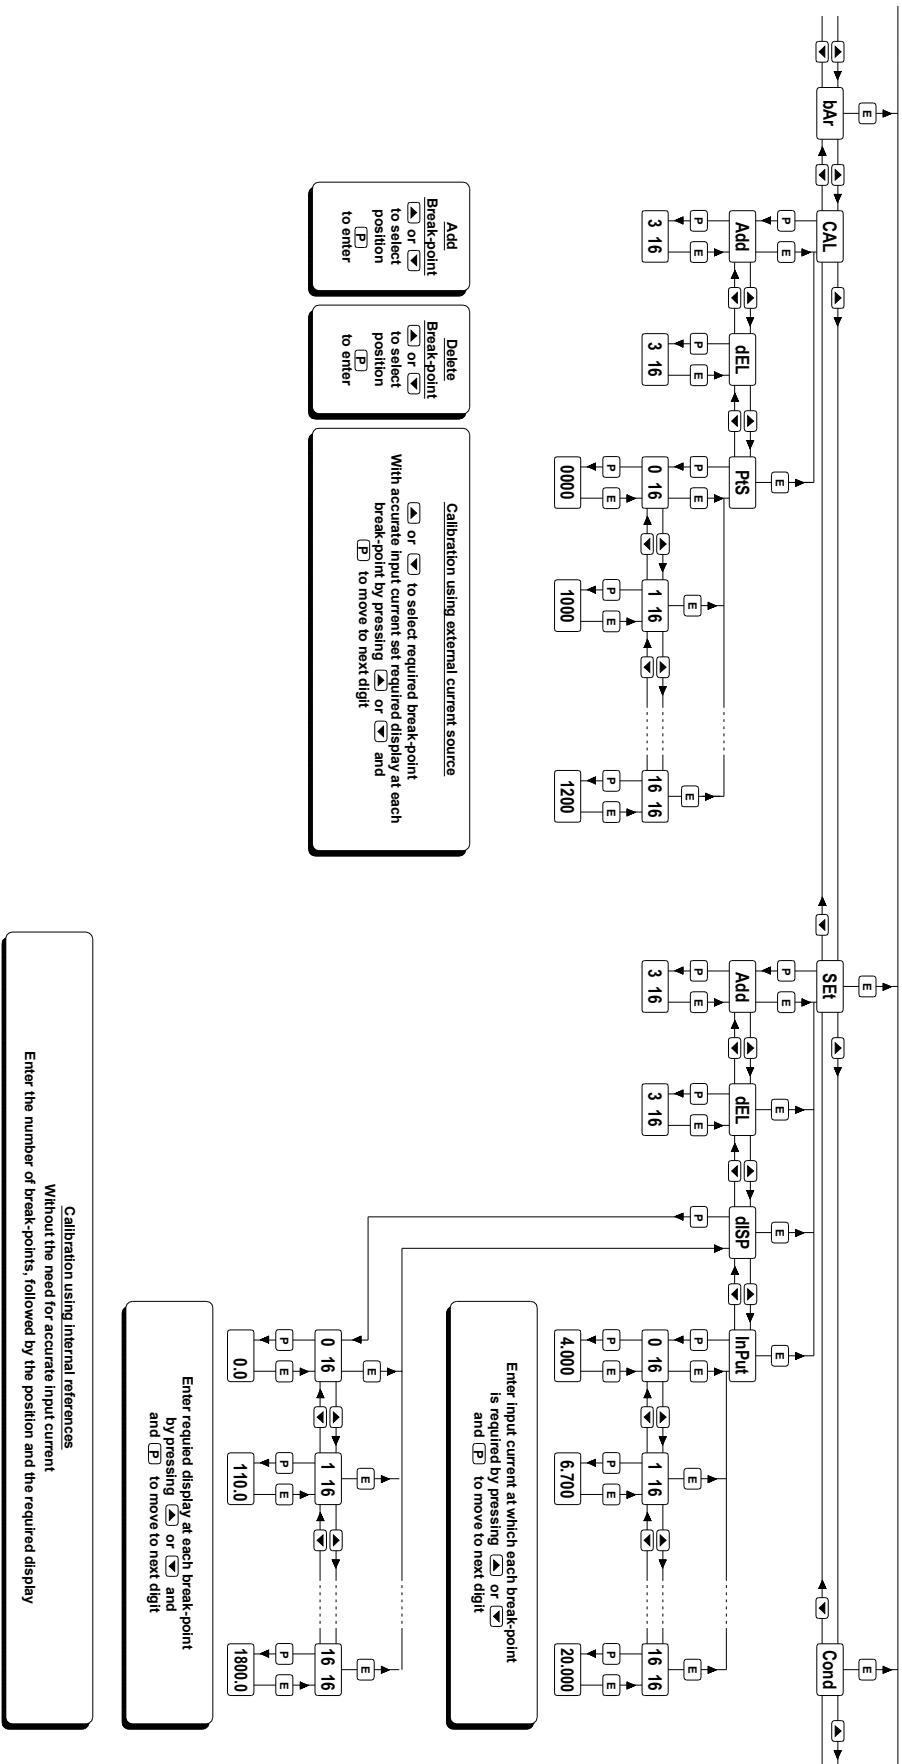 bAr
CAL
SEt
Cond
E
E
E
P
E
P
E
Add
dEL
PtS
Add
dEL
dISP
InPut
E
E
E
E
P
E
P
E
P
E
P
E
P
E
P
P
E
3 16
3 16
0 16
1 16
16 16
3 16
3 16
0 16
1 16
16 16
E
E
E
E
P
E
P
E
P
E
P
E
P
E
P
E
0000
1000
1200
4.000
6.700
20.000
Add
Break-point
or
to select
position
P to enter
Delete
Break-point
or
to select
position
P to enter
Calibration using external current source
or to select required break-point
With accurate input current set required display at each
break-point by pressing or and
P to move to next digit
Enter input current at which each break-point
is required by pressing or
and P to move to next digit
E
E
E
0 16
1 16
16 16
P
E
P
E
P
E
0.0
110.0
1800.0
Enter requied display at each break-point
by pressing or and
and P to move to next digit
Calibration using internal references
Without the need for accurate input current
Enter the number of break-points, followed by the position and the required display